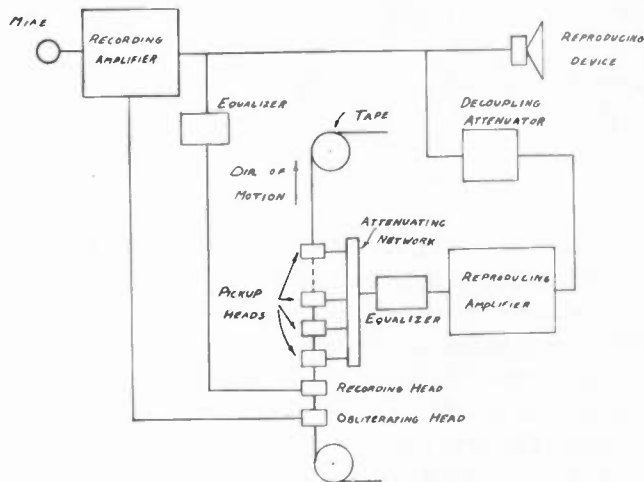 MIKE
RECORDING
AMPLIFIER
REPRODUCING
DEVICE
EQUALIZER
TAPE
DECOUPLING
ATTENUATOR
DIR OF
MOTION
ATTENUATING
NETWORK
PICKUP
HEADS
EQUALIZER
REPRODUCING
AMPLIFIER
RECORDING HEAD
OBLITERATING HEAD